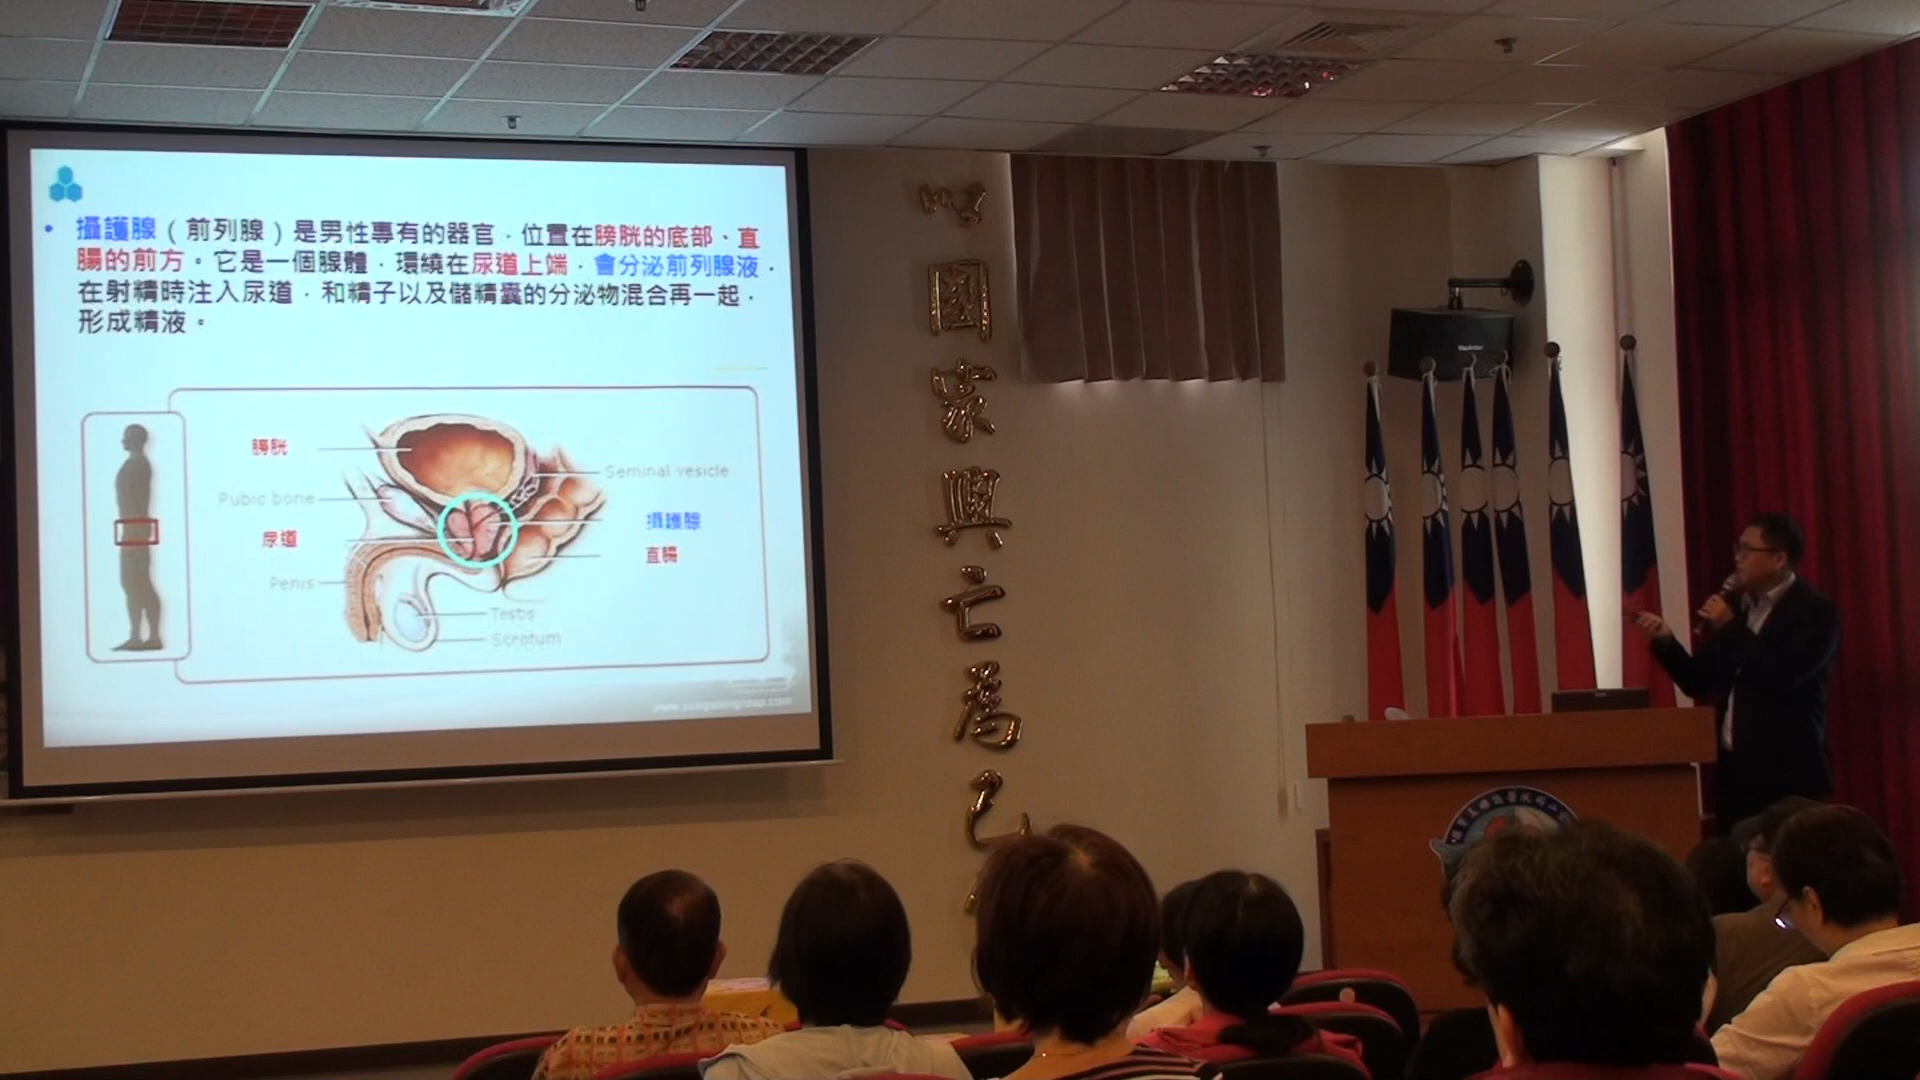 • 攝護腺（前列腺）是男性專有的器官，位置在膀胱的底部、直
腸的前方。它是一個腺體，環繞在尿道上端，會分泌前列腺液，
在射精時注入尿道，和精子以及儲精囊的分泌物混合再一起，
形成精液。
膀胱
Seminal vesicle
Pubic bone
攝護腺
尿道
直腸
Penis
Testis
Scrotum
以國家興亡為己